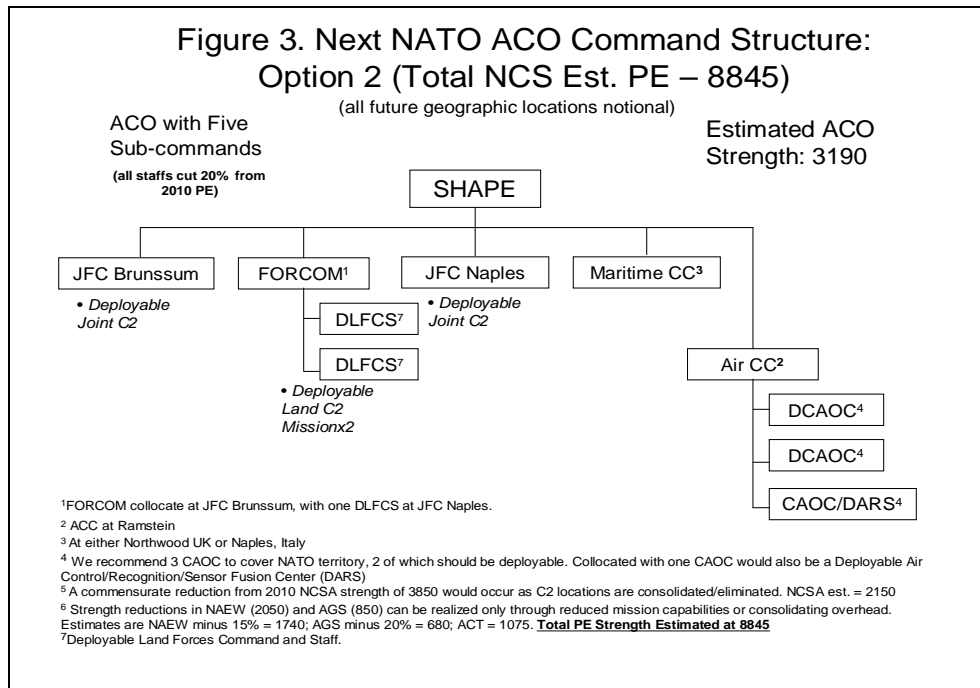 Figure 3. Next NATO ACO Command Structure:
Option 2 (Total NCS Est. PE – 8845)
(all future geographic locations notional)
ACO with Five
Sub-commands
(all staffs cut 20% from
2010 PE)
Estimated ACO
Strength: 3190
SHAPE
JFC Brunssum
• Deployable
Joint C2
FORCOM¹
DLFCS⁷
DLFCS⁷
• Deployable
Land C2
Missionx2
JFC Naples
• Deployable
Joint C2
Maritime CC³
Air CC²
DCAOC⁴
DCAOC⁴
CAOC/DARS⁴
¹FORCOM collocate at JFC Brunssum, with one DLFCS at JFC Naples.
² ACC at Ramstein
³ At either Northwood UK or Naples, Italy
⁴ We recommend 3 CAOC to cover NATO territory, 2 of which should be deployable. Collocated with one CAOC would also be a Deployable Air
Control/Recognition/Sensor Fusion Center (DARS)
⁵ A commensurate reduction from 2010 NCSA strength of 3850 would occur as C2 locations are consolidated/eliminated. NCSA est. = 2150
⁶ Strength reductions in NAEW (2050) and AGS (850) can be realized only through reduced mission capabilities or consolidating overhead.
Estimates are NAEW minus 15% = 1740; AGS minus 20% = 680; ACT = 1075. Total PE Strength Estimated at 8845
⁷Deployable Land Forces Command and Staff.